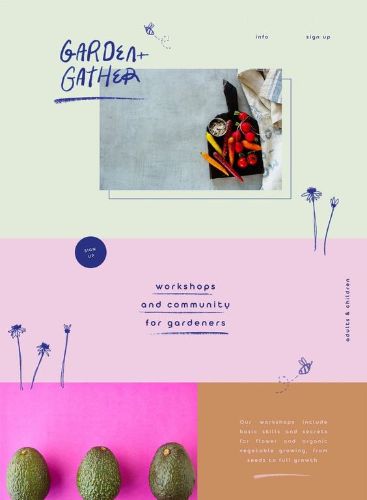 GARDEN+
GATHER
info
sign up
SIGN
UP
workshops
and community
for gardeners
adults & children
Our workshops include
basic skills and secrets
for flower and organic
vegetable growing, from
seeds to full growth